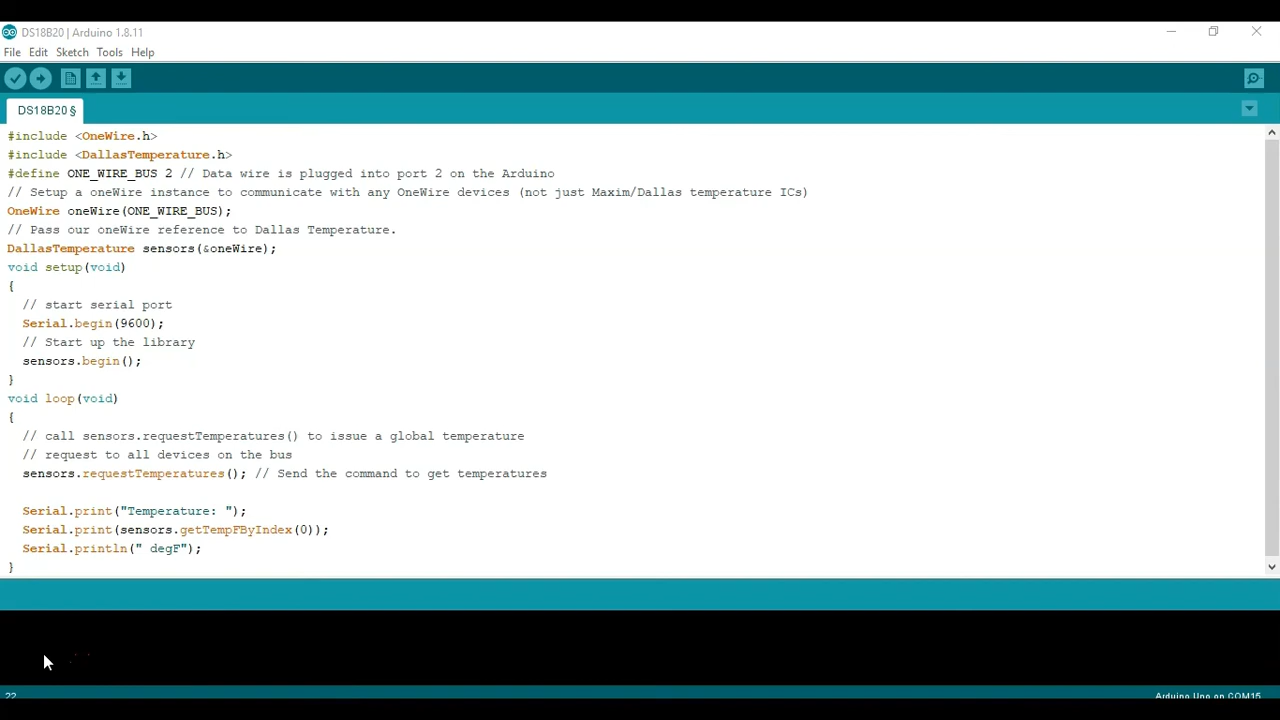 DS18B20 | Arduino 1.8.11
File Edit Sketch Tools Help
DS18B20 §
#include <OneWire.h>
#include <DallasTemperature.h>
#define ONE_WIRE_BUS 2 // Data wire is plugged into port 2 on the Arduino
// Setup a oneWire instance to communicate with any OneWire devices (not just Maxim/Dallas temperature ICs)
OneWire oneWire(ONE_WIRE_BUS);
// Pass our oneWire reference to Dallas Temperature.
DallasTemperature sensors(&oneWire);
void setup(void)
{
  // start serial port
  Serial.begin(9600);
  // Start up the library
  sensors.begin();
}
void loop(void)
{
  // call sensors.requestTemperatures() to issue a global temperature
  // request to all devices on the bus
  sensors.requestTemperatures(); // Send the command to get temperatures
  Serial.print("Temperature: ");
  Serial.print(sensors.getTempFByIndex(0));
  Serial.println(" degF");
}
22 Arduino Uno on COM15